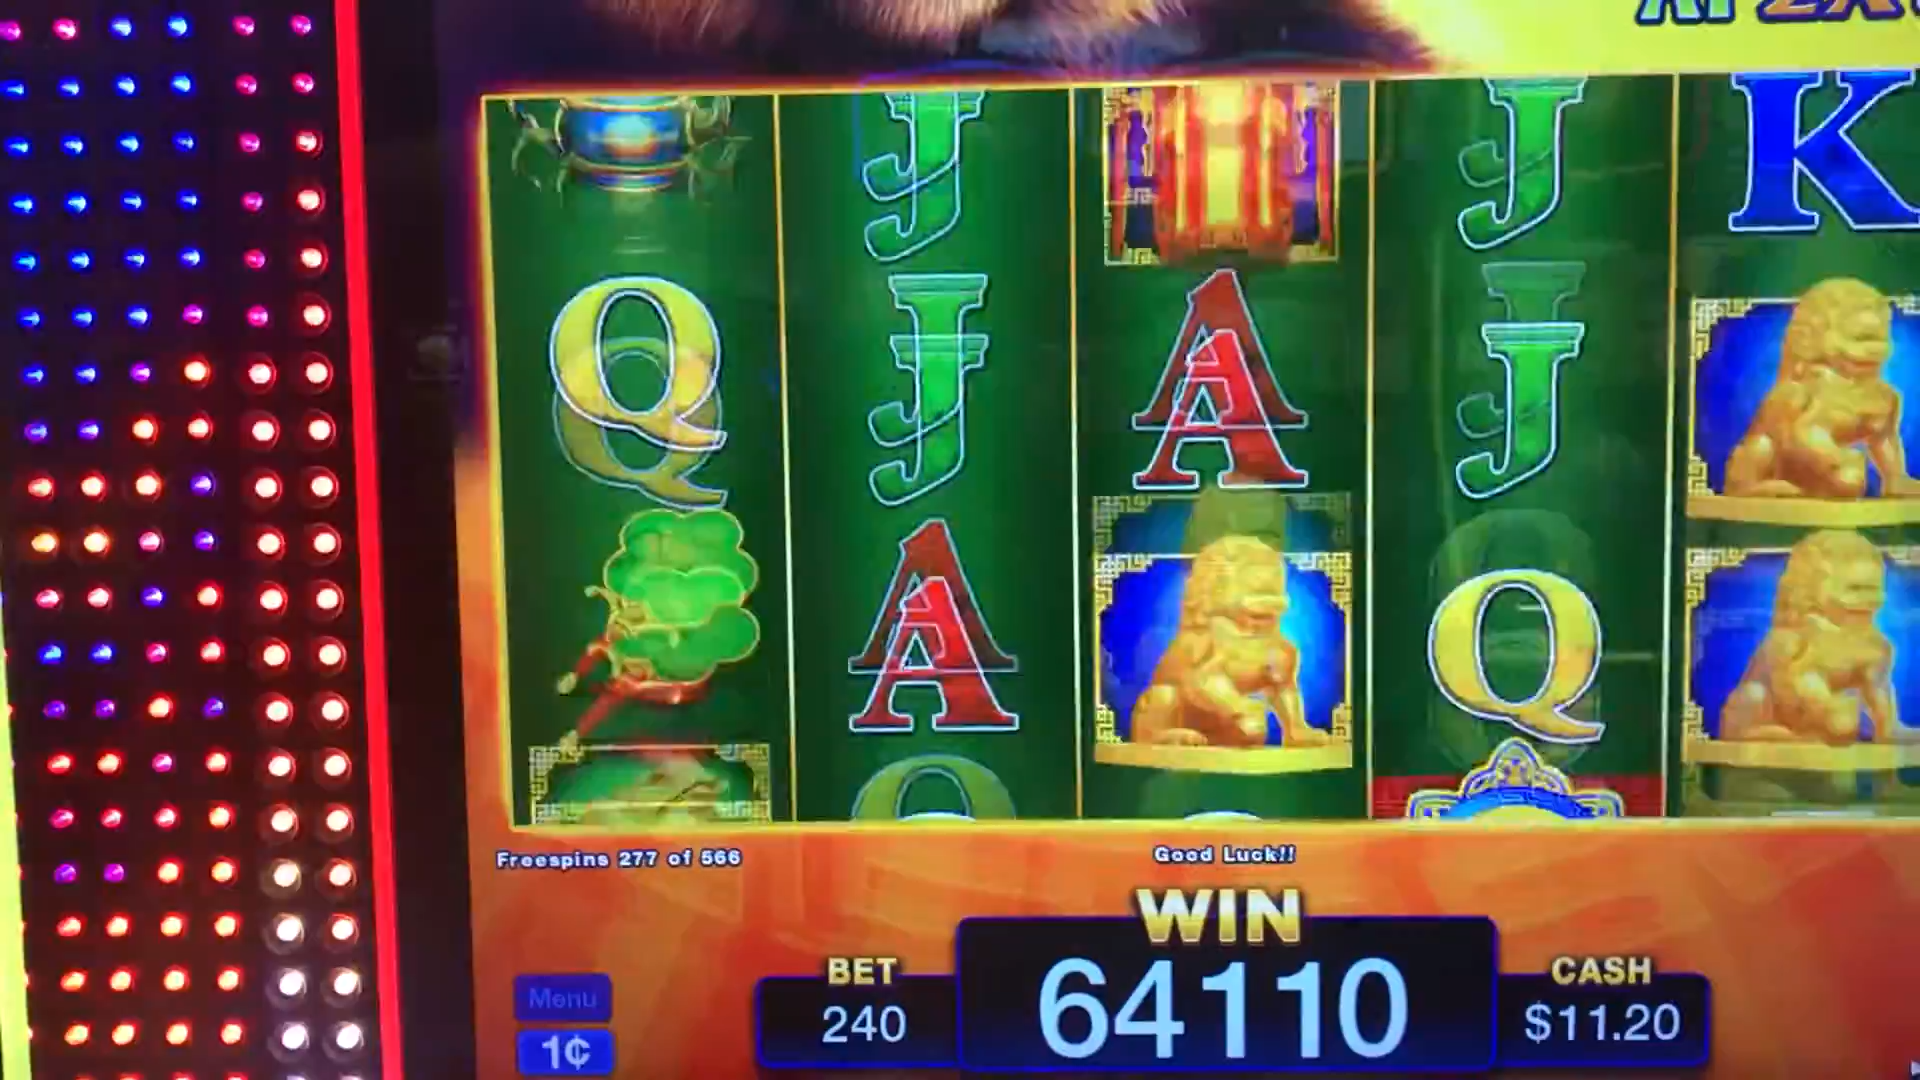 J J K
Q J A J
A Q
Q
Freespins 277 of 566
Good Luck!!
WIN
64110
BET
240
CASH
$11.20
Menu
1¢